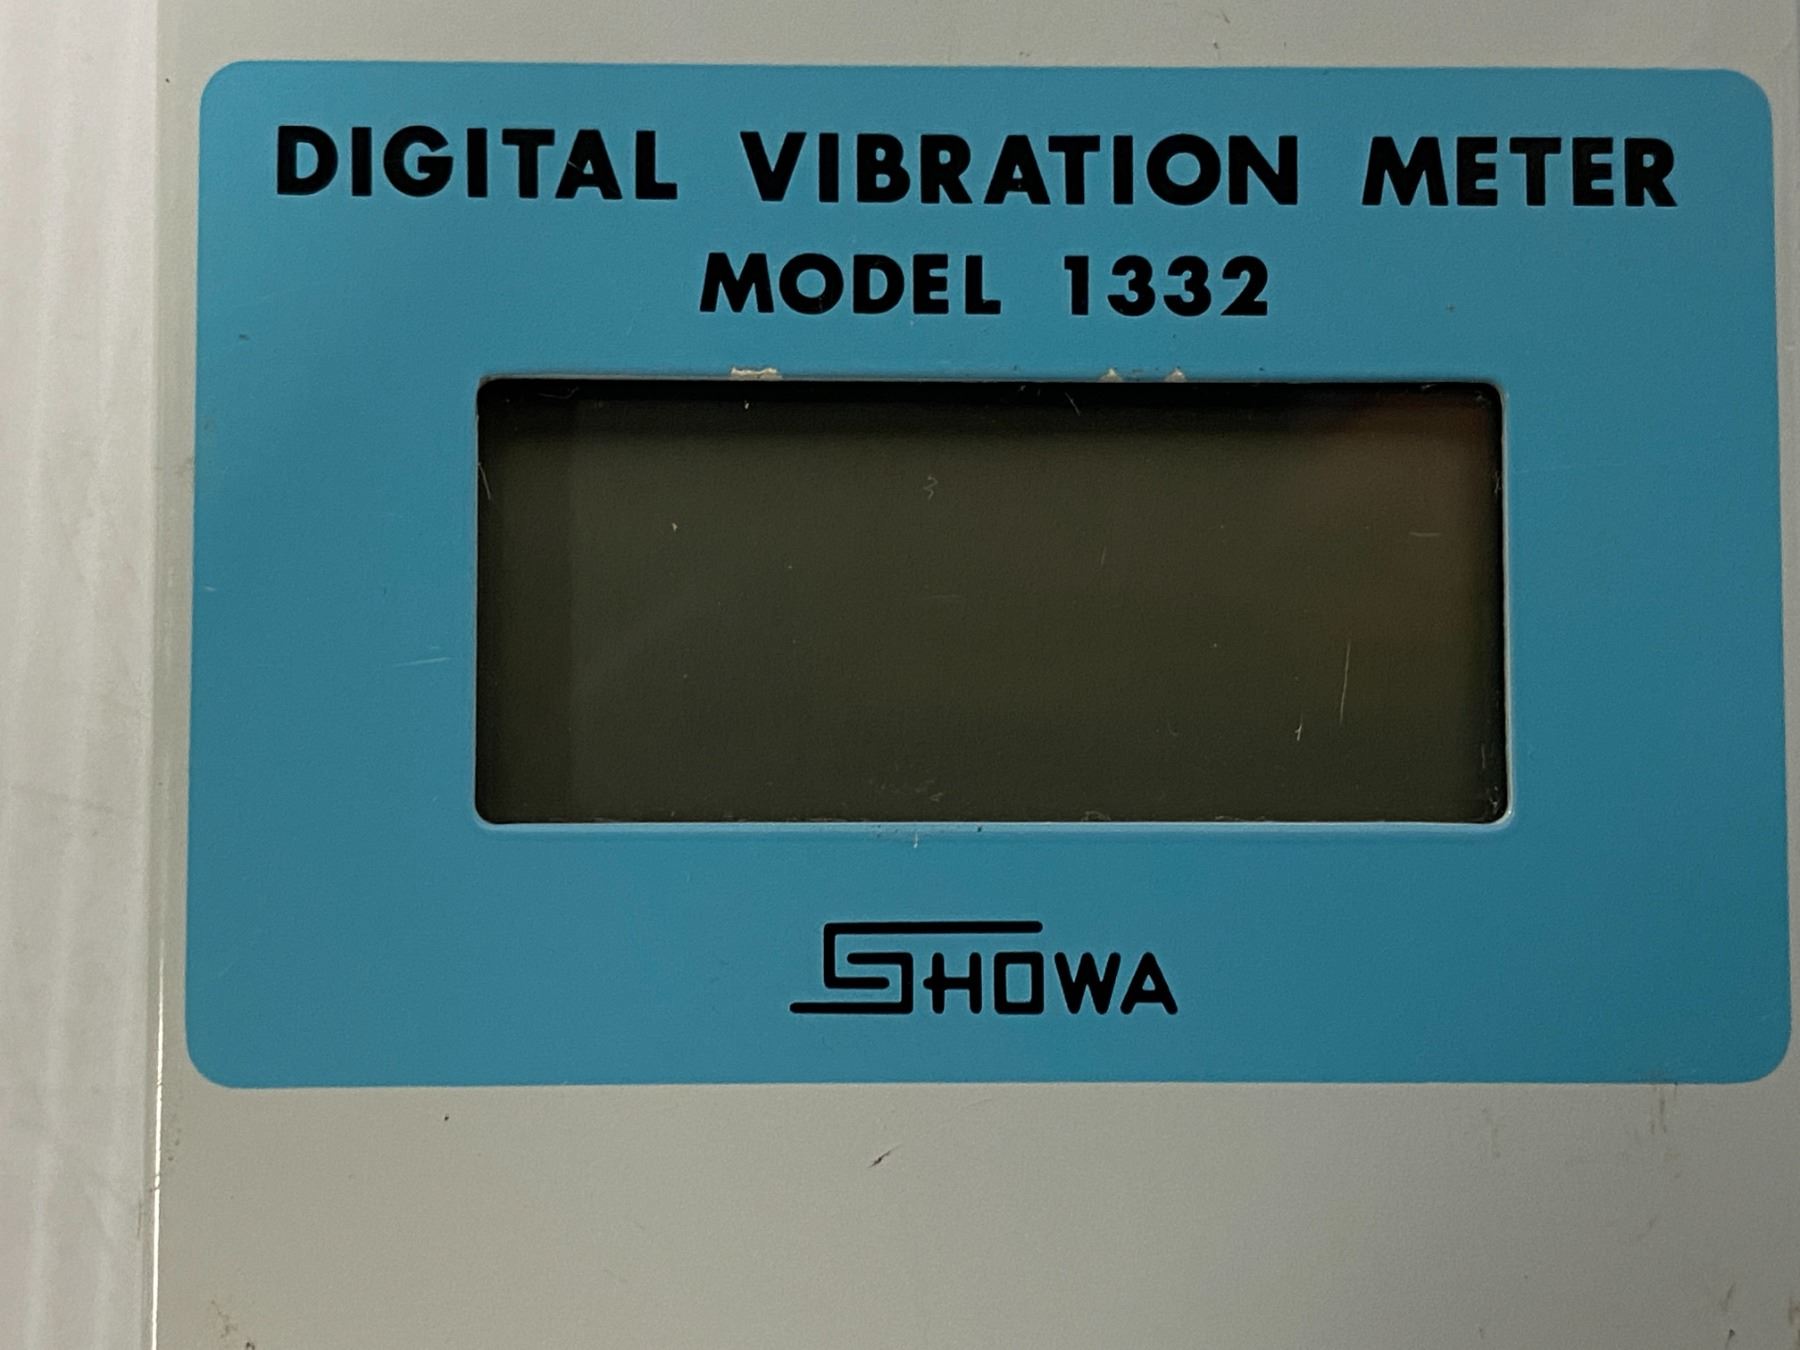 DIGITAL VIBRATION METER
MODEL 1332
SHOWA